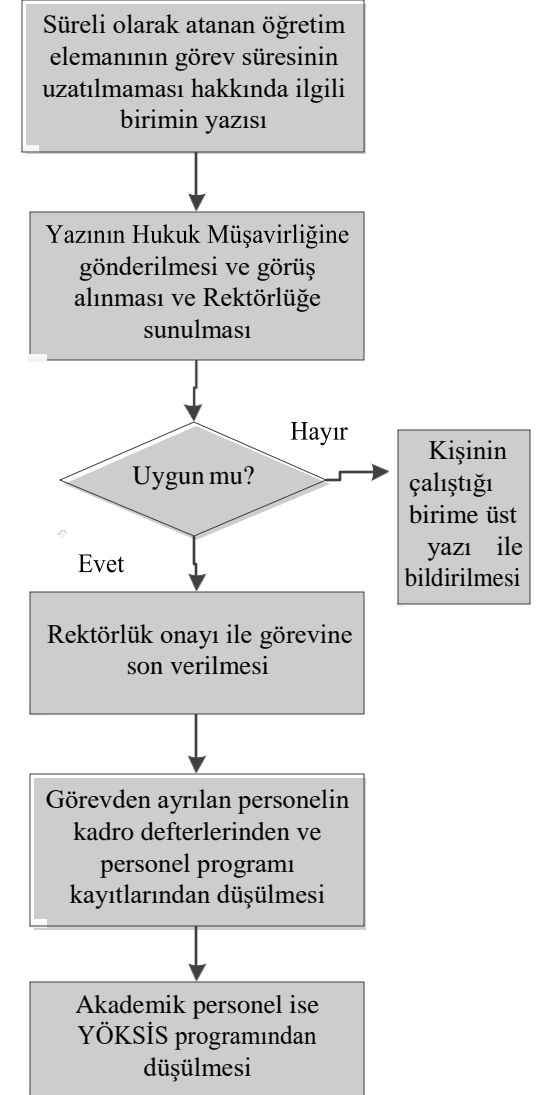 Süreli olarak atanan öğretim
elemanının görev süresinin
uzatılmaması hakkında ilgili
birimin yazısı
Yazının Hukuk Müşavirliğine
gönderilmesi ve görüş
alınması ve Rektörlüğe
sunulması
Uygun mu?
Hayır
Kişinin
çalıştığı
birime üst
yazı ile
bildirilmesi
Evet
Rektörlük onayı ile görevine
son verilmesi
Görevden ayrılan personelin
kadro defterlerinden ve
personel programı
kayıtlarından düşülmesi
Akademik personel ise
YÖKSİS programından
düşülmesi